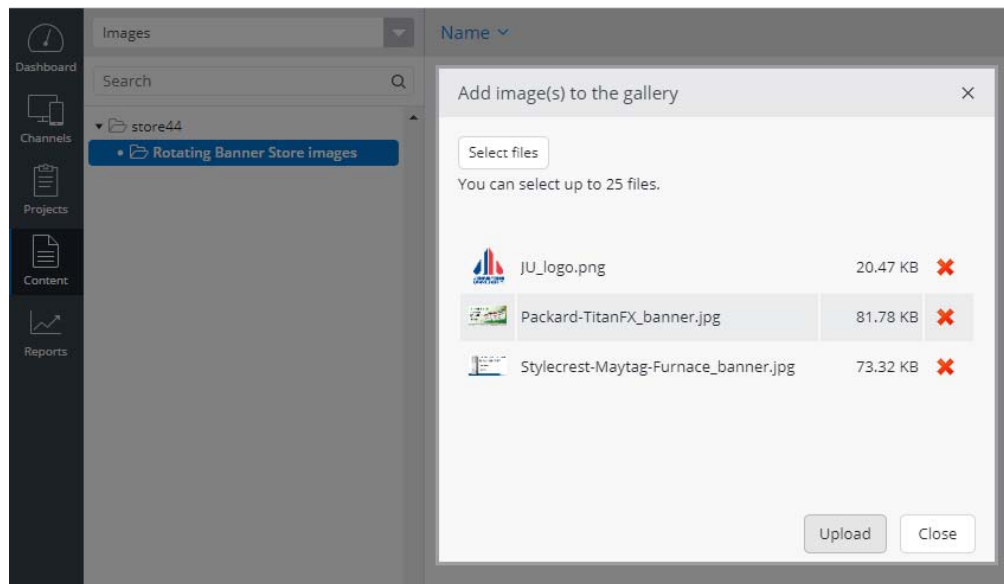 Images
Name
Dashboard
Search
Channels
store44
Rotating Banner Store images
Projects
Content
Reports
Add image(s) to the gallery
Select files
You can select up to 25 files.
JU_logo.png 20.47 KB
Packard-TitanFX_banner.jpg 81.78 KB
Stylecrest-Maytag-Furnace_banner.jpg 73.32 KB
Upload Close